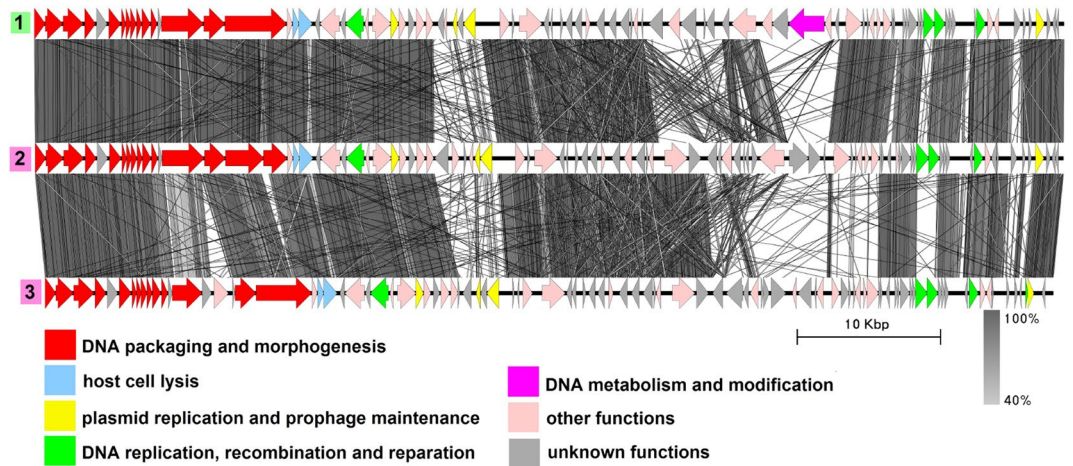 1
2
3
10 Kbp
100%
40%
DNA packaging and morphogenesis
host cell lysis
plasmid replication and prophage maintenance
DNA replication, recombination and reparation
DNA metabolism and modification
other functions
unknown functions